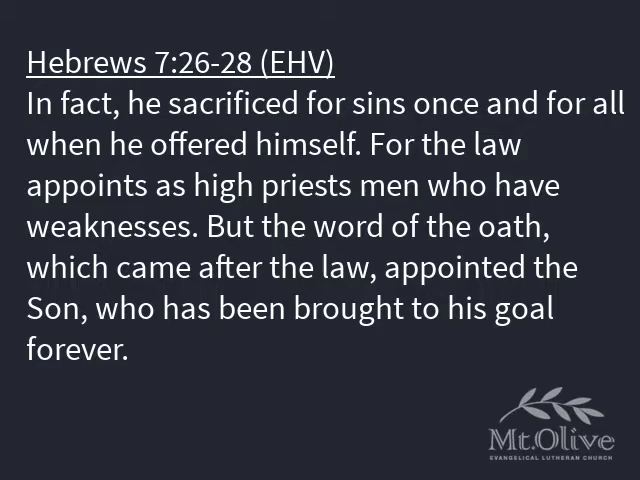 Hebrews 7:26-28 (EHV)
In fact, he sacrificed for sins once and for all
when he offered himself. For the law
appoints as high priests men who have
weaknesses. But the word of the oath,
which came after the law, appointed the
Son, who has been brought to his goal
forever.
Mt.Olive
EVANGELICAL LUTHERAN CHURCH